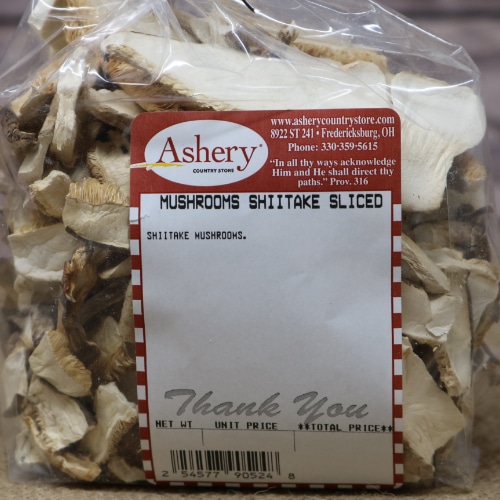 Ashery®
COUNTRY STORE
www.asherycountrystore.com
8922 ST 241 • Fredericksburg, OH
Phone: 330-359-5615
“In all thy ways acknowledge
Him and He shall direct thy
paths.” Prov. 316
MUSHROOMS SHIITAKE SLICED
SHIITAKE MUSHROOMS.
Thank You
NET WT UNIT PRICE **TOTAL PRICE**
2 54577 90524 8